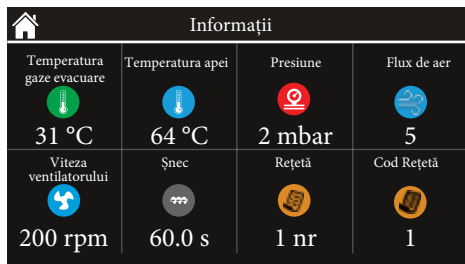 Informații
Temperatura
gaze evacuare
31 °C
Temperatura apei
64 °C
Presiune
2 mbar
Flux de aer
5
Viteza
ventilatorului
200 rpm
Șnec
60.0 s
Rețetă
1 nr
Cod Rețetă
1